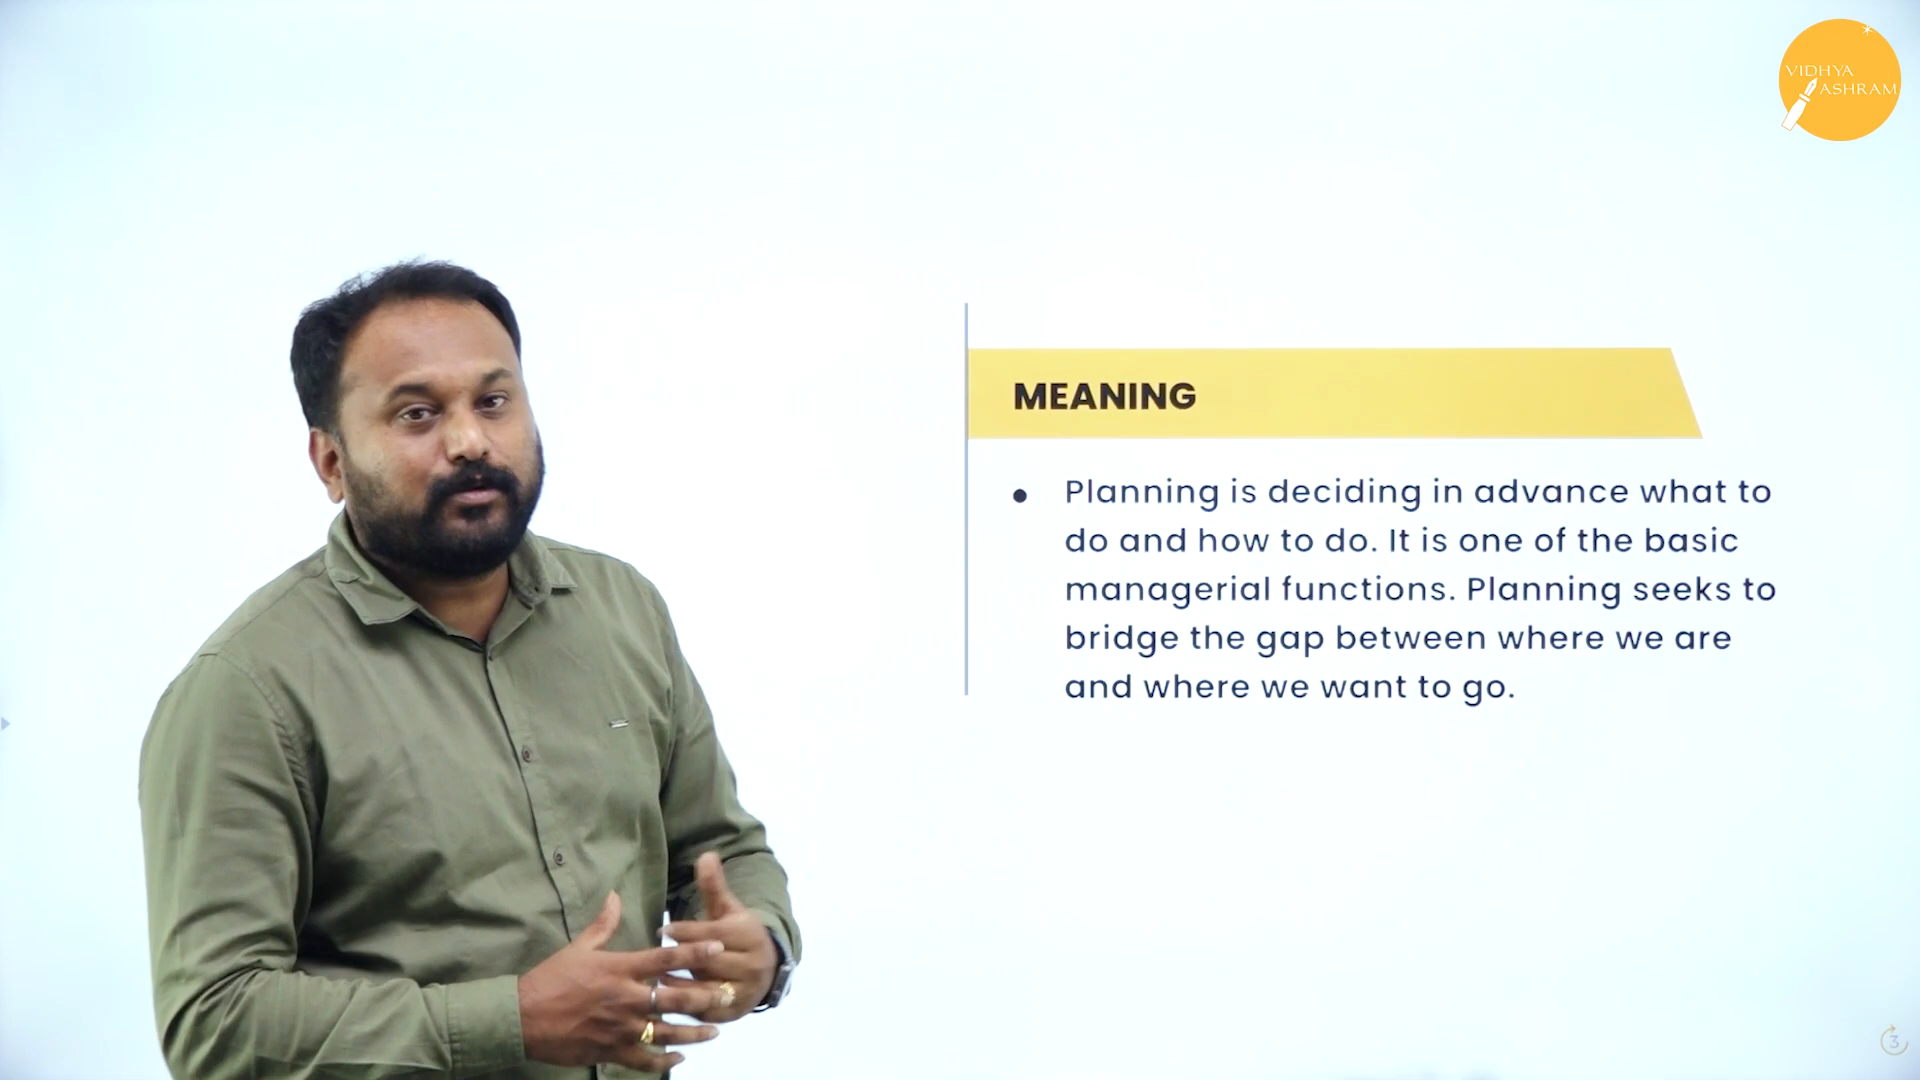 VIDHYA
ASHRAM
MEANING
• Planning is deciding in advance what to
do and how to do. It is one of the basic
managerial functions. Planning seeks to
bridge the gap between where we are
and where we want to go.
3